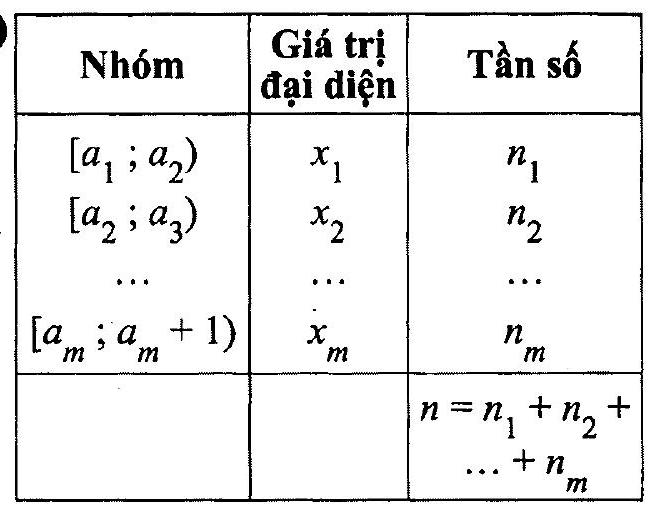 Nhóm Giá trị đại diện Tần số
[a₁ ; a₂) x₁ n₁
[a₂ ; a₃) x₂ n₂
... ... ...
[aₘ ; aₘ + 1) xₘ nₘ
n = n₁ + n₂ +
... + nₘ